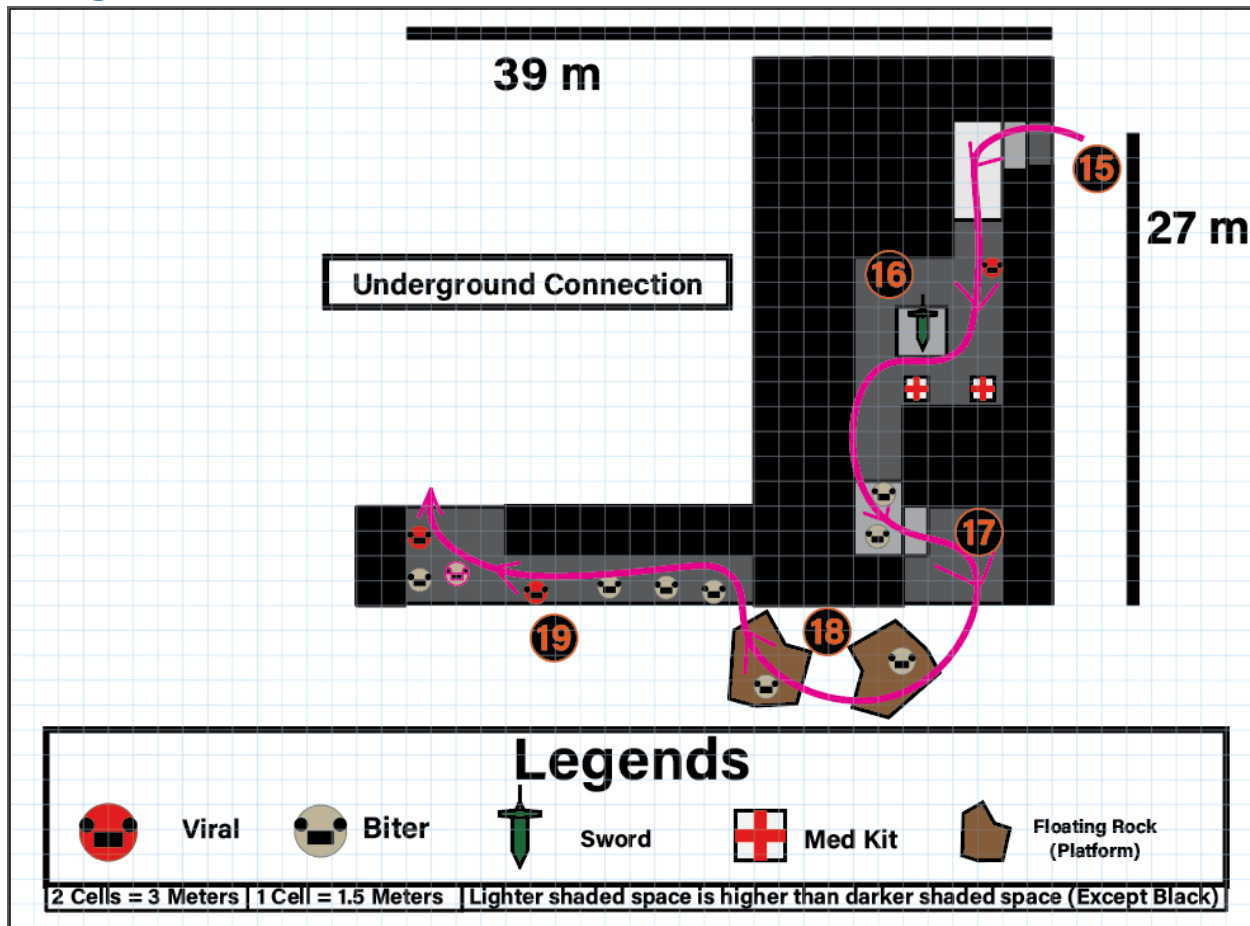 39 m
15
27 m
16
Underground Connection
17
18
19
Legends
Viral
Biter
Sword
Med Kit
Floating Rock
(Platform)
2 Cells = 3 Meters
1 Cell = 1.5 Meters
Lighter shaded space is higher than darker shaded space (Except Black)